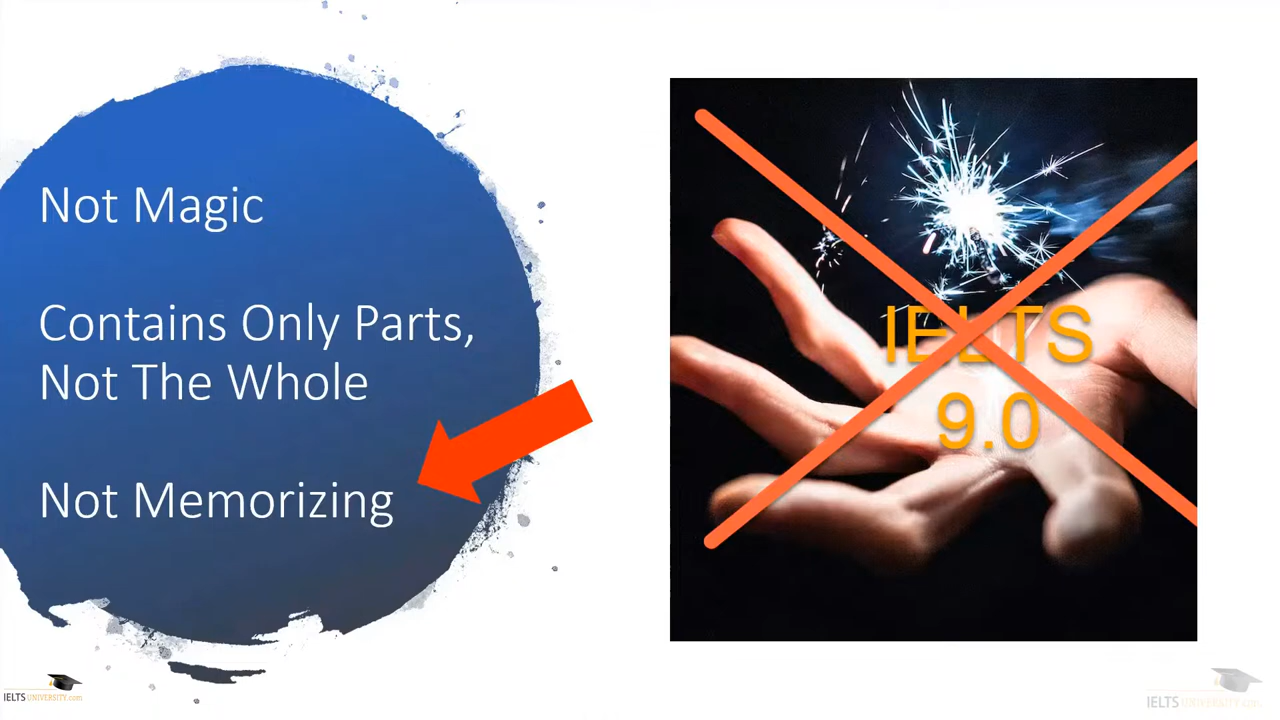 Not Magic
Contains Only Parts,
Not The Whole
Not Memorizing
IELTS
9.0
IELTS UNIVERSITY.com
IELTS UNIVERSITY.com